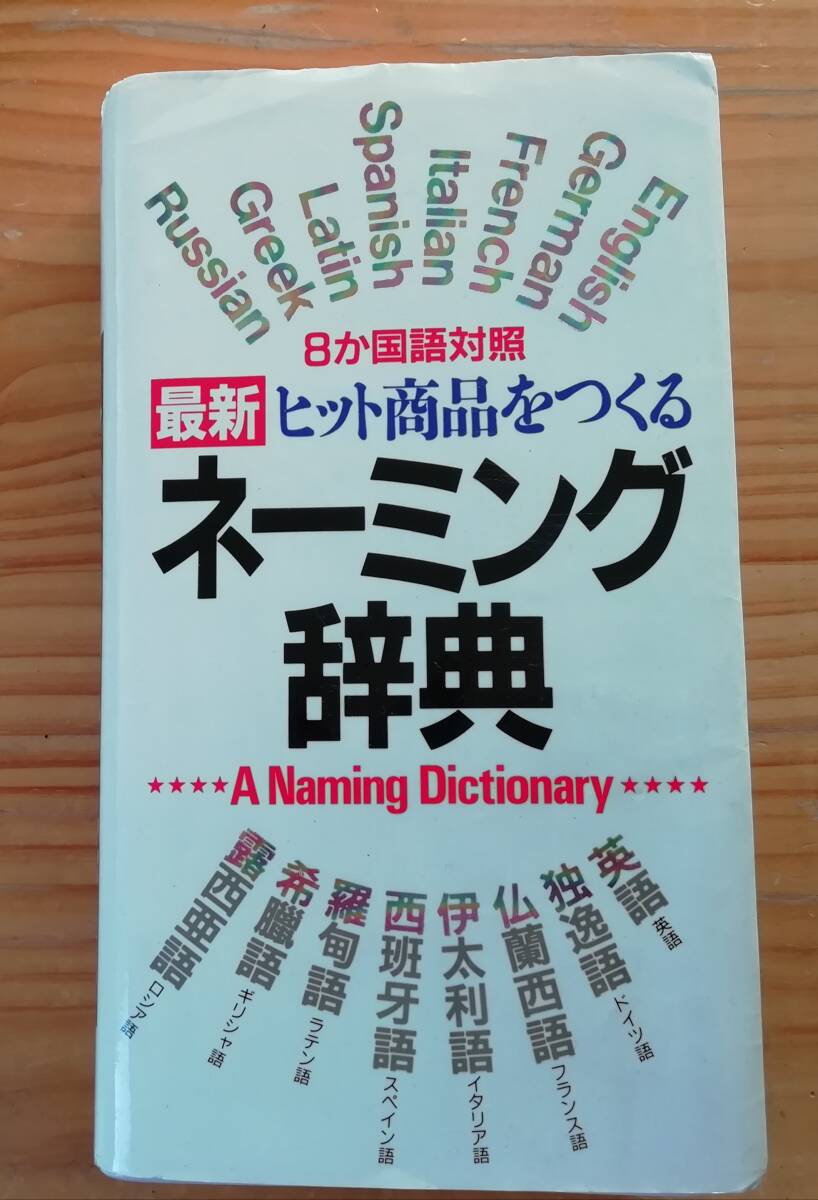 Russian
Greek
Latin
Spanish
Italian
French
German
English
8か国語対照
最新 ヒット商品をつくる
ネーミング
辞典
★★★★A Naming Dictionary★★★★
英語 英語
独逸語 ドイツ語
仏蘭西語 フランス語
伊太利語 イタリア語
西班牙語 スペイン語
羅甸語 ラテン語
希臘語 ギリシャ語
露西亜語 ロシア語